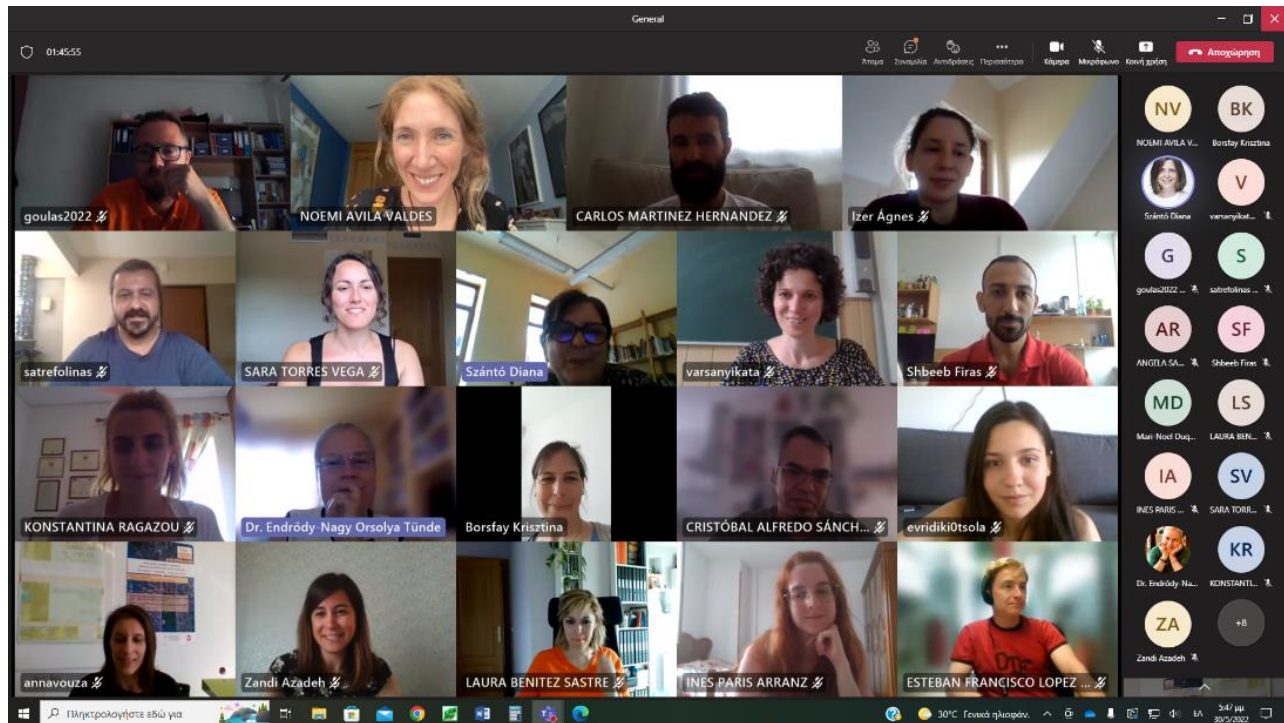 General
01:45:55
Άτομα Συνομιλία Αντιδράσεις Περισσότερα Κάμερα Μικρόφωνο Κοινή χρήση Αποχώρηση
goulas2022 NOEMI AVILA VALDES CARLOS MARTINEZ HERNANDEZ Izer Ágnes
satrefolinas SARA TORRES VEGA Szántó Diana varsanyikata Shbeeb Firas
KONSTANTINA RAGAZOU Dr. Endrődy-Nagy Orsolya Tünde Borsfay Krisztina CRISTÓBAL ALFREDO SÁNCH... evridiki0tsola
annavouza Zandi Azadeh LAURA BENITEZ SASTRE INES PARIS ARRANZ ESTEBAN FRANCISCO LOPEZ ...
NV BK
NOEMI AVILA V... Borsfay Krisztina
V
Szántó Diana varsanyikat...
G S
goulas2022 ... satrefolinas ...
AR SF
ANGELA SA... Shbeeb Firas
MD LS
Mari-Noel Duq... LAURA BEN...
IA SV
INES PARIS ... SARA TORR...
KR
Dr. Endrődy-Na... KONSTANTI...
ZA +8
Zandi Azadeh
Πληκτρολογήστε εδώ για
30°C Γενικά ηλιοφάν. ΕΛ 5:47 μμ
30/5/2022